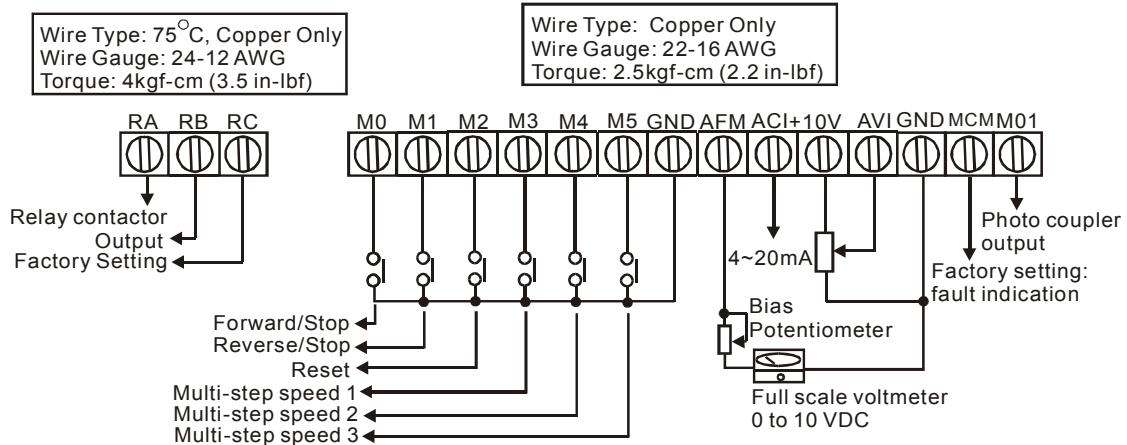 Wire Type: 75°C, Copper Only
Wire Gauge: 24-12 AWG
Torque: 4kgf-cm (3.5 in-lbf)
Wire Type: Copper Only
Wire Gauge: 22-16 AWG
Torque: 2.5kgf-cm (2.2 in-lbf)
RA RB RC
M0 M1 M2 M3 M4 M5 GND AFM ACI +10V AVI GND MCM M01
Relay contactor
Output
Factory Setting
4~20mA
Photo coupler
output
Factory setting:
fault indication
Bias
Potentiometer
Forward/Stop
Reverse/Stop
Reset
Multi-step speed 1
Multi-step speed 2
Multi-step speed 3
Full scale voltmeter
0 to 10 VDC